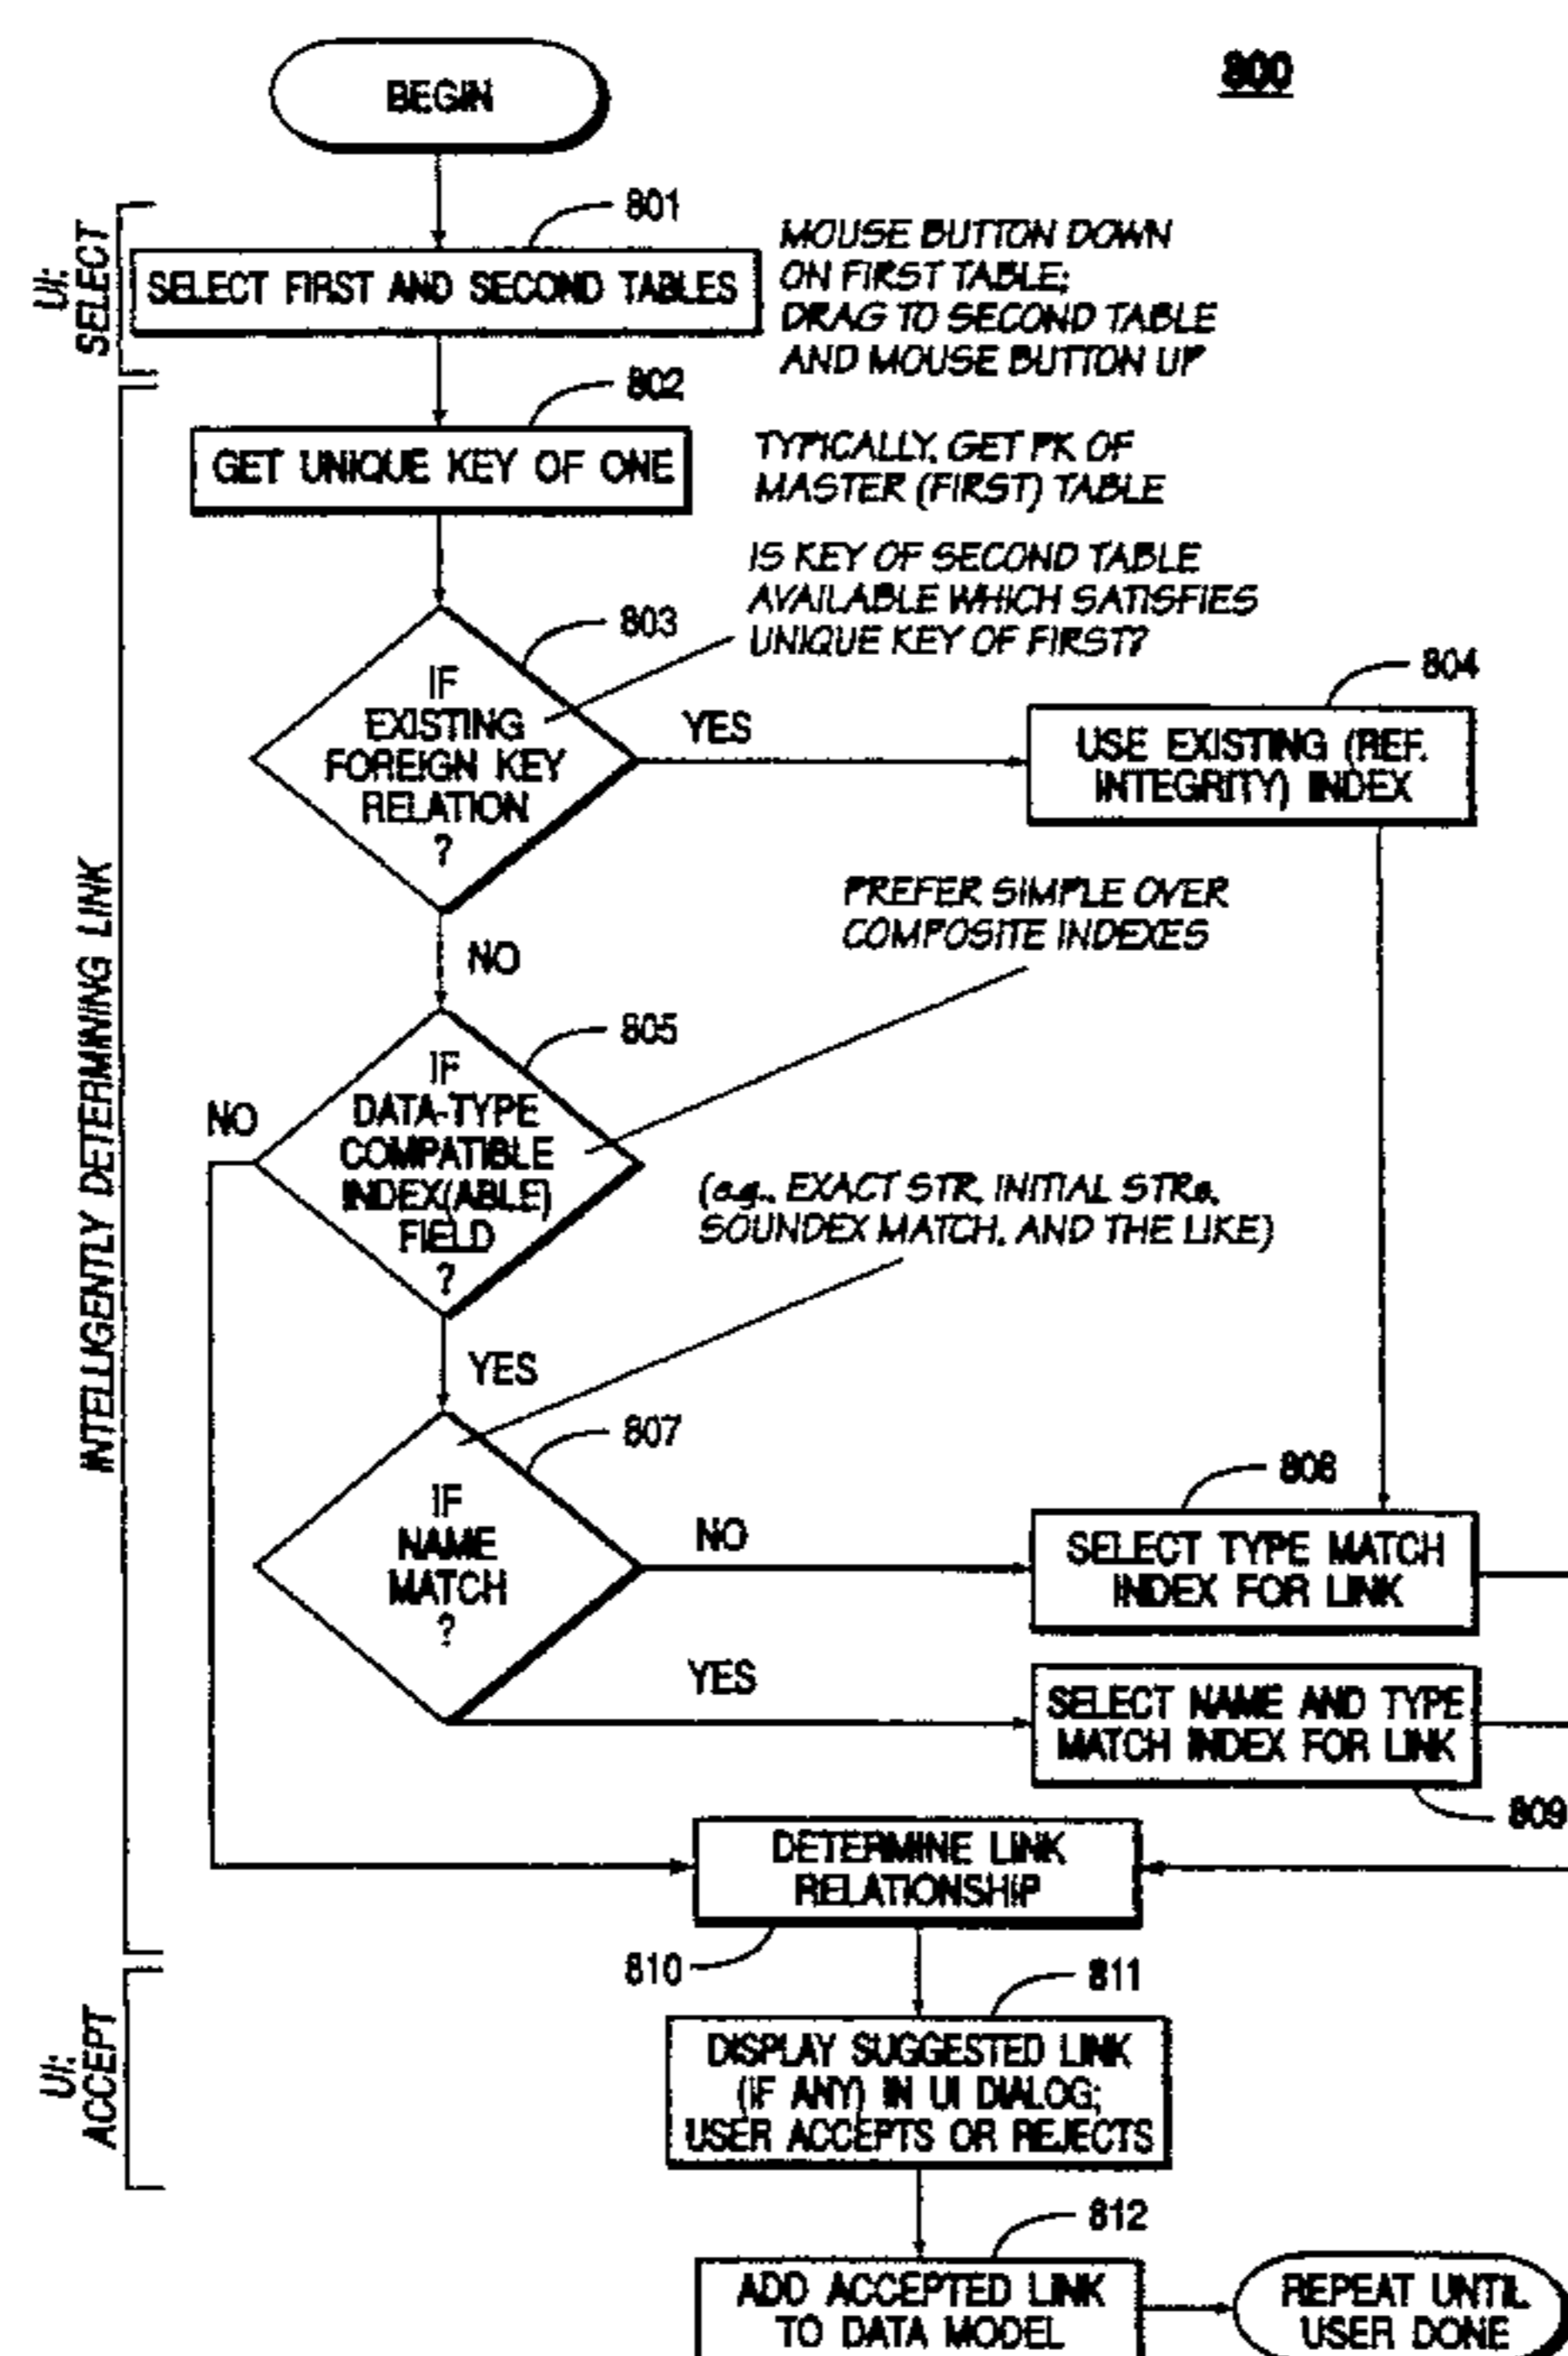 800
BEGIN
801
UI:
SELECT
SELECT FIRST AND SECOND TABLES
MOUSE BUTTON DOWN
ON FIRST TABLE;
DRAG TO SECOND TABLE
AND MOUSE BUTTON UP
802
GET UNIQUE KEY OF ONE
TYPICALLY, GET PK OF
MASTER (FIRST) TABLE
IS KEY OF SECOND TABLE
AVAILABLE WHICH SATISFIES
UNIQUE KEY OF FIRST?
803
IF
EXISTING
FOREIGN KEY
RELATION
?
YES
804
USE EXISTING (REF.
INTEGRITY) INDEX
INTELLIGENTLY DETERMINING LINK
PREFER SIMPLE OVER
COMPOSITE INDEXES
NO
805
IF
DATA-TYPE
COMPATIBLE
INDEX(ABLE)
FIELD
?
NO
(e.g., EXACT STR, INITIAL STRs,
SOUNDEX MATCH, AND THE LIKE)
YES
807
IF
NAME
MATCH
?
NO
808
SELECT TYPE MATCH
INDEX FOR LINK
YES
SELECT NAME AND TYPE
MATCH INDEX FOR LINK
809
DETERMINE LINK
RELATIONSHIP
810
811
UI:
ACCEPT
DISPLAY SUGGESTED LINK
(IF ANY) IN UI DIALOG;
USER ACCEPTS OR REJECTS
812
ADD ACCEPTED LINK
TO DATA MODEL
REPEAT UNTIL
USER DONE